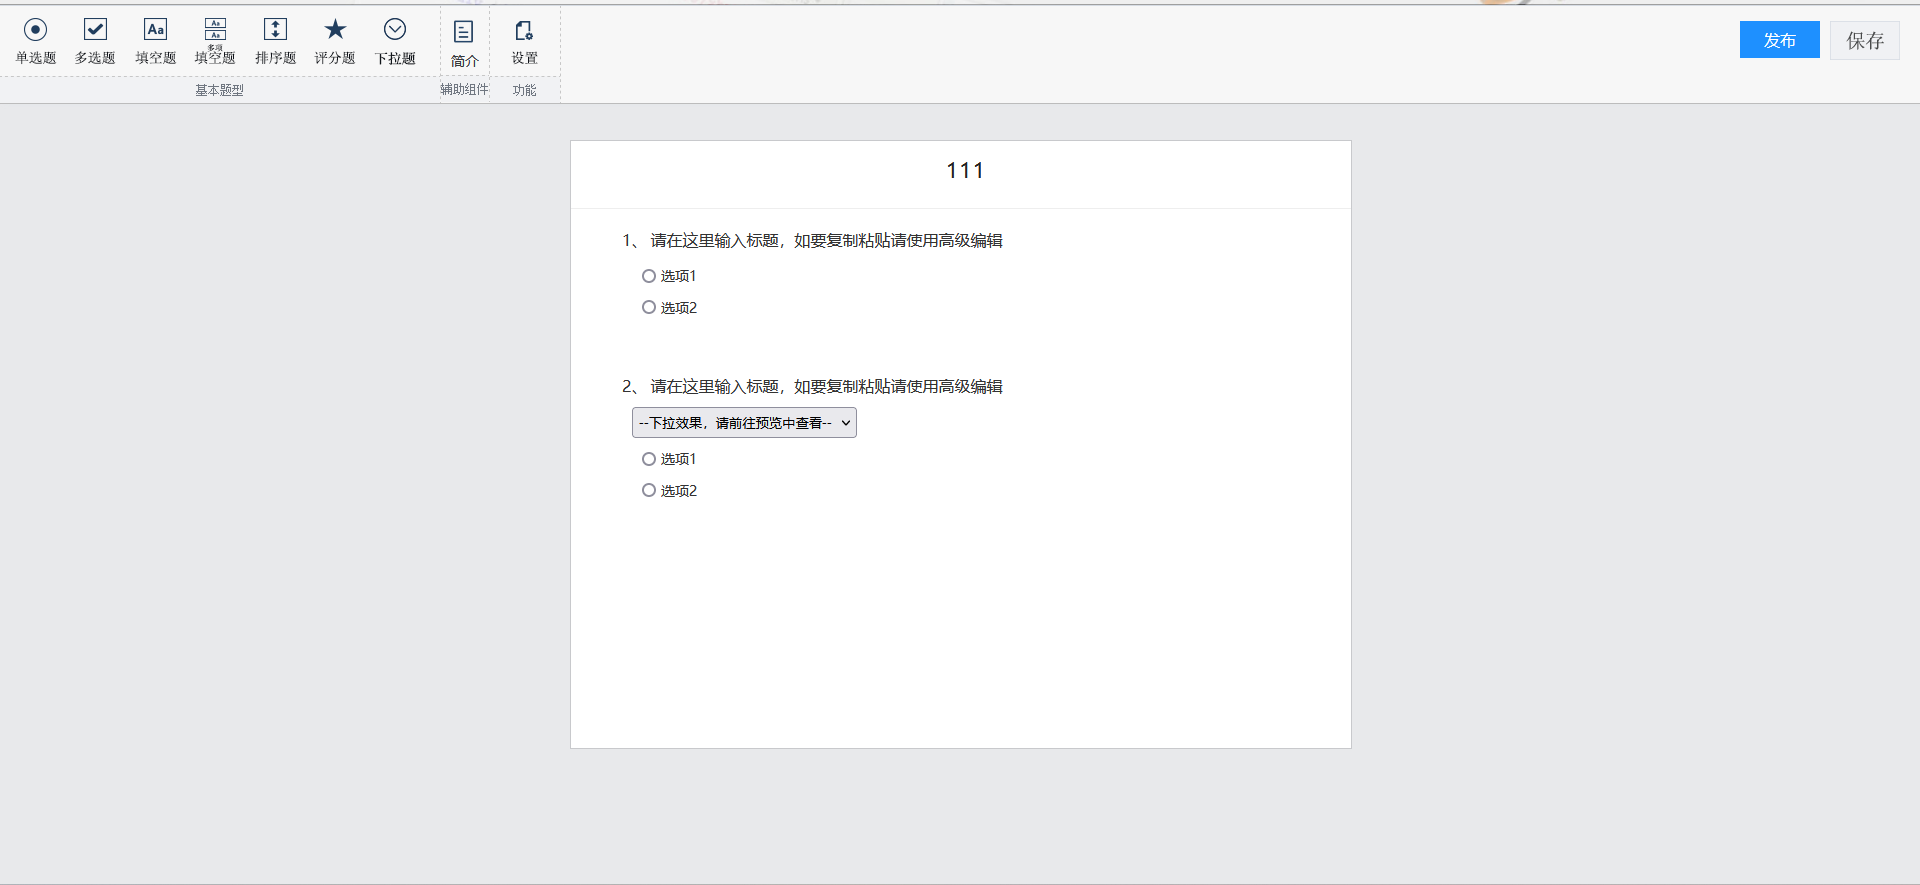 单选题 多选题 填空题 多项填空题 排序题 评分题 下拉题 简介 设置 发布 保存
Aa Aa Aa
基本题型 辅助组件 功能
111
1、 请在这里输入标题，如要复制粘贴请使用高级编辑
选项1
选项2
2、 请在这里输入标题，如要复制粘贴请使用高级编辑
--下拉效果，请前往预览中查看--
选项1
选项2